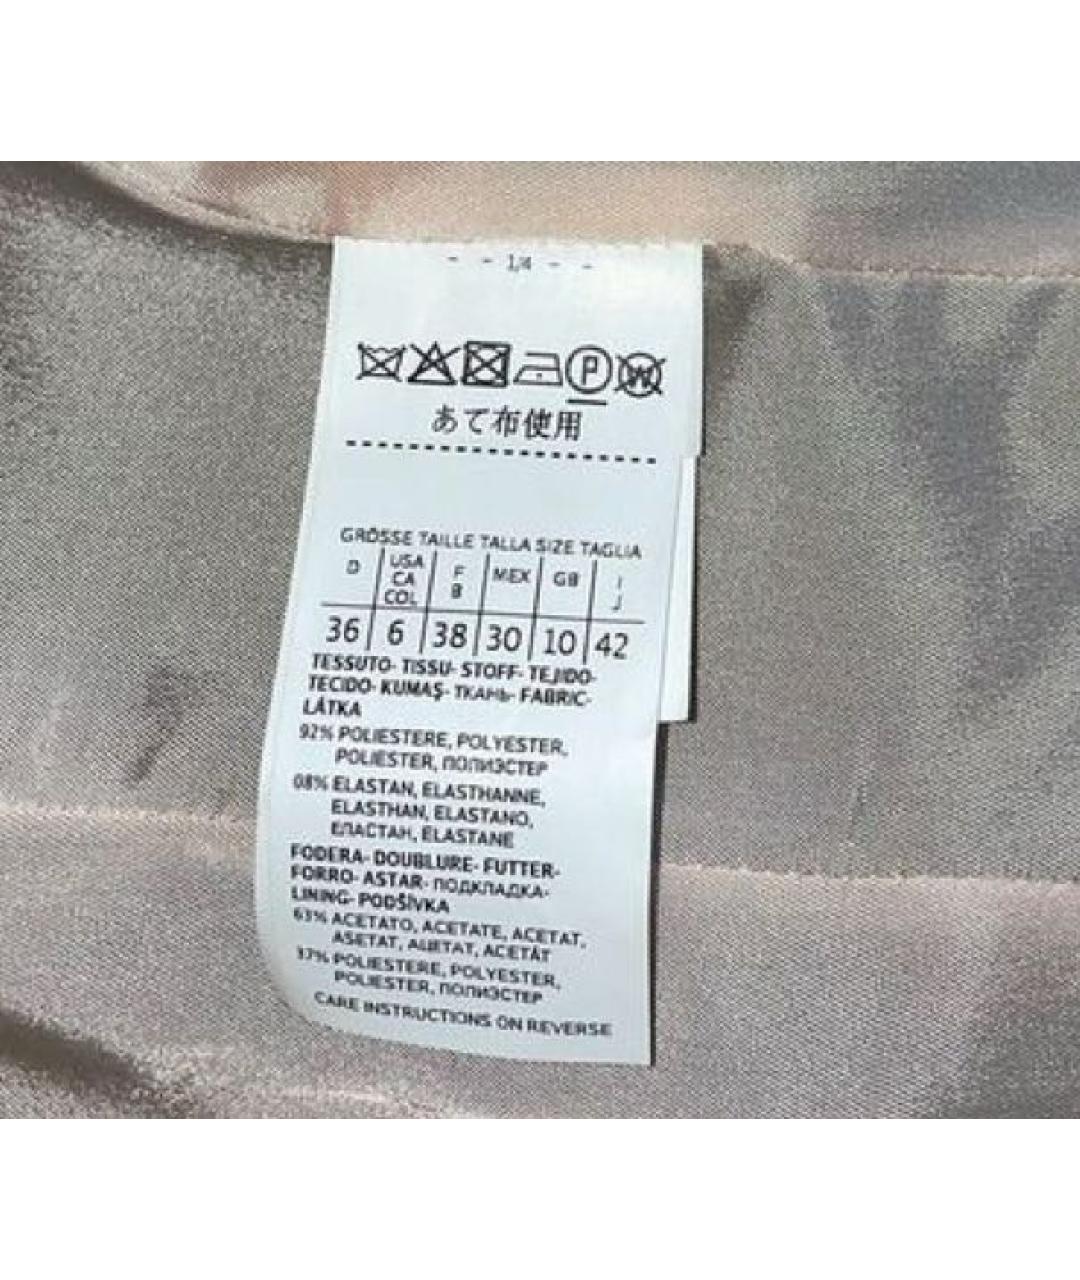 - - 1/4 - -
P W
あて布使用
GRÖSSE TAILLE TALLA SIZE TAGLIA
D USA CA COL F B MEX GB I J
36 6 38 30 10 42
TESSUTO- TISSU- STOFF- TEJIDO-
TECIDO- KUMAŞ- ТКАНЬ- FABRIC-
LÁTKA
92% POLIESTERE, POLYESTER,
POLIESTER, ПОЛИЭСТЕР
08% ELASTAN, ELASTHANNE,
ELASTHAN, ELASTANO,
ЕЛАСТАН, ELASTANE
FODERA- DOUBLURE- FUTTER-
FORRO- ASTAR- ПОДКЛАДКА-
LINING- PODŠÍVKA
63% ACETATO, ACETATE, ACETAT,
ASETAT, АЦЕТАТ, ACETÁT
37% POLIESTERE, POLYESTER,
POLIESTER, ПОЛИЭСТЕР
CARE INSTRUCTIONS ON REVERSE